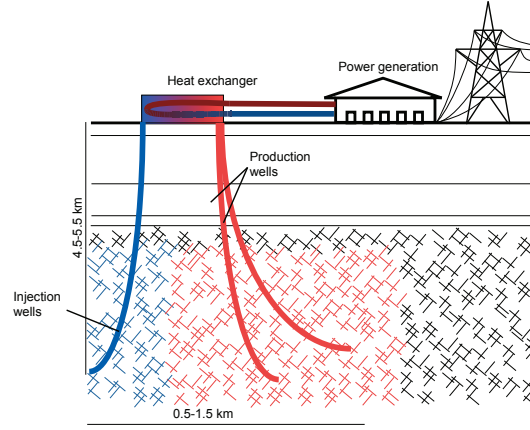 Heat exchanger
Power generation
Production
wells
4.5-5.5 km
Injection
wells
0.5-1.5 km